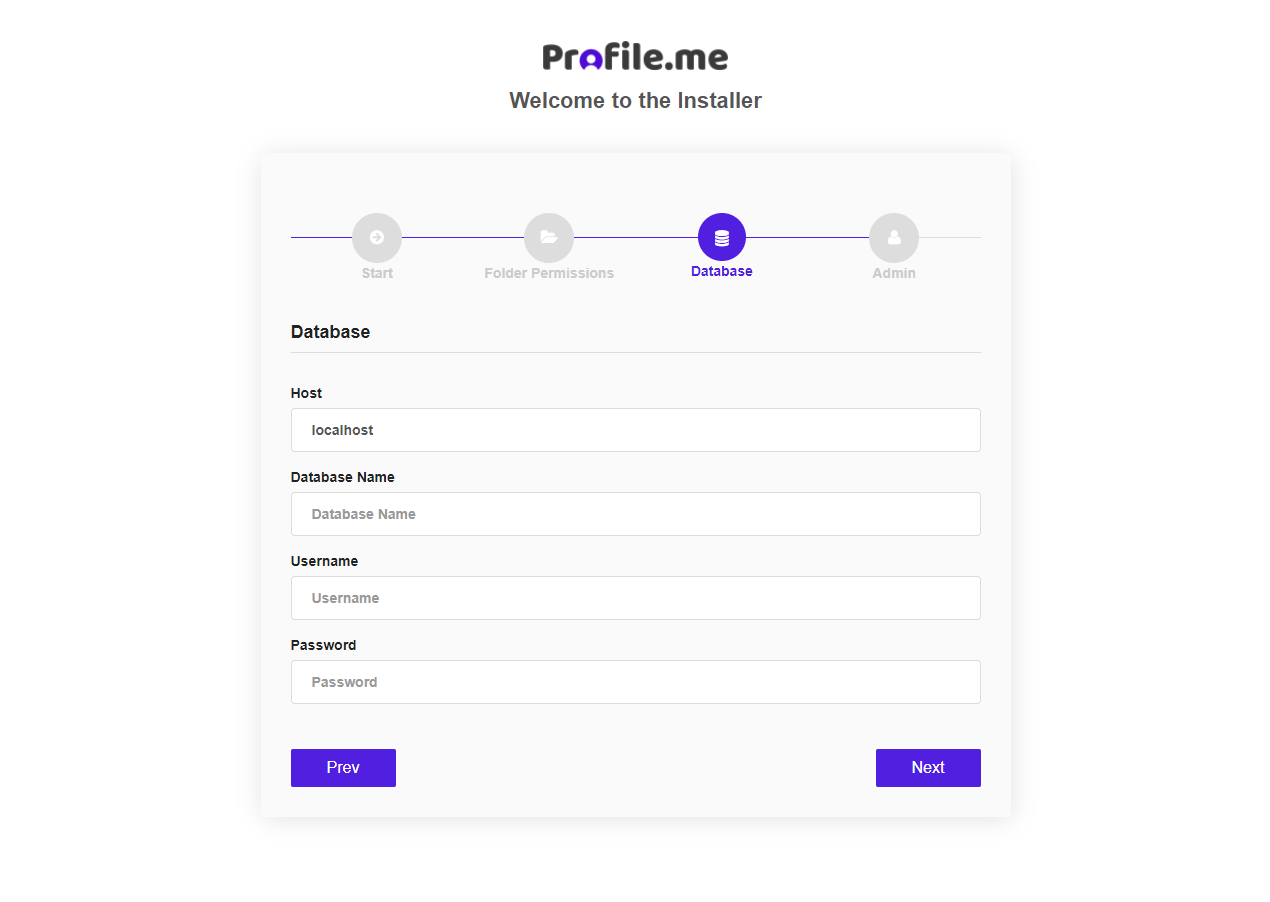 Profile.me
Welcome to the Installer
Start
Folder Permissions
Database
Admin
Database
Host
localhost
Database Name
Database Name
Username
Username
Password
Password
Prev
Next